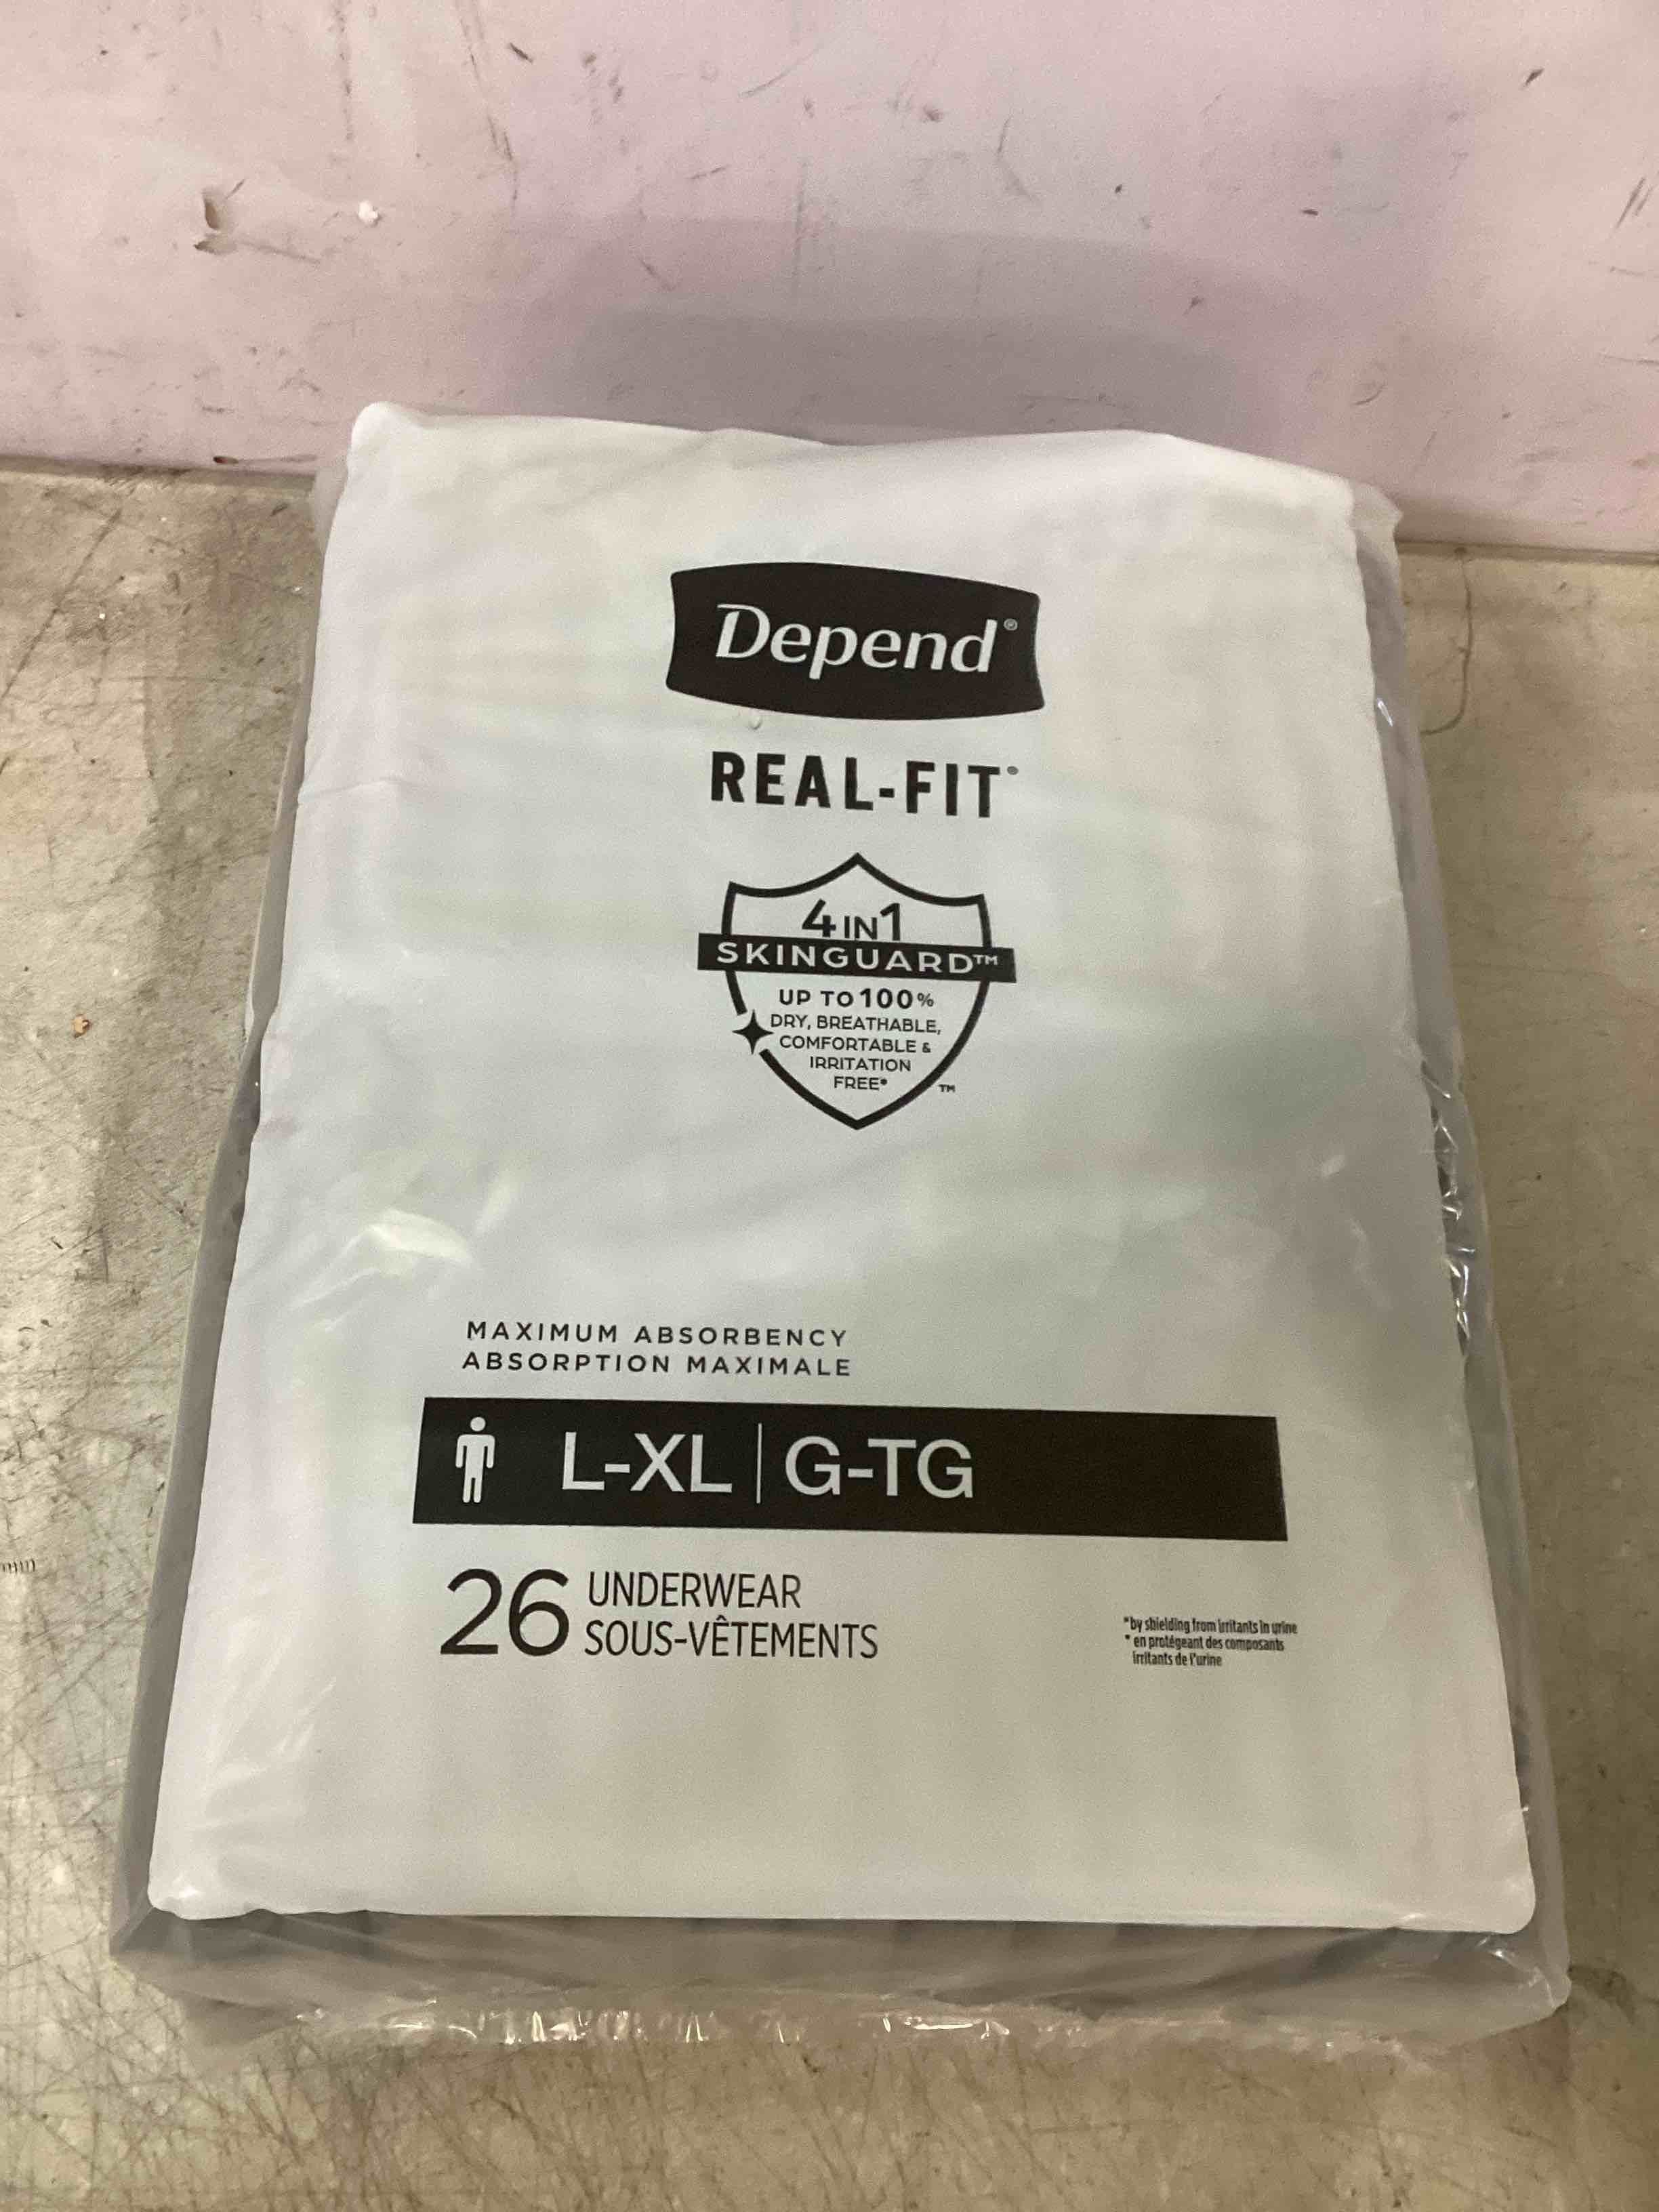 Depend®
REAL-FIT®
4 IN 1
SKINGUARD™
UP TO 100%
DRY, BREATHABLE,
COMFORTABLE &
IRRITATION
FREE*
™
MAXIMUM ABSORBENCY
ABSORPTION MAXIMALE
L-XL | G-TG
26 UNDERWEAR
SOUS-VÊTEMENTS
*by shielding from irritants in urine
* en protégeant des composants
irritants de l'urine